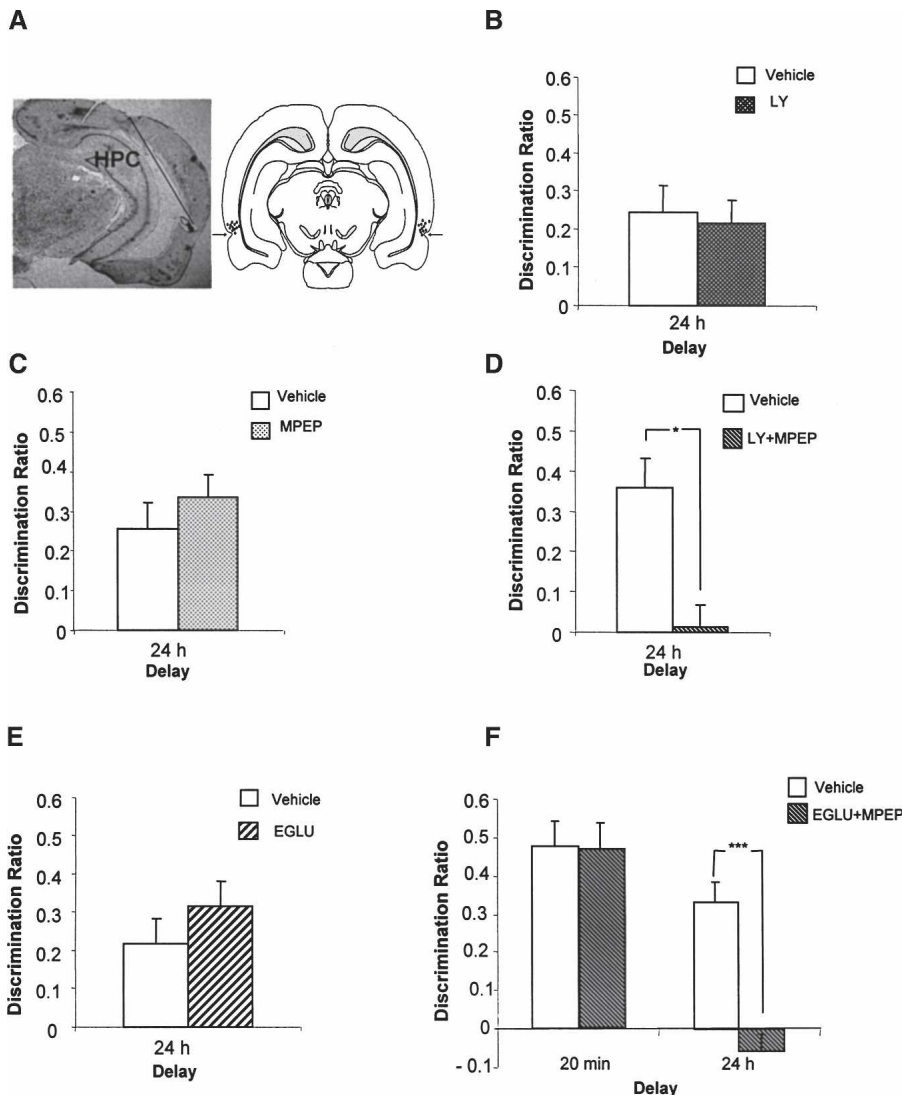 A
HPC
B
Vehicle
LY
Discrimination Ratio
0.6
0.5
0.4
0.3
0.2
0.1
0
24 h
Delay
C
Vehicle
MPEP
Discrimination Ratio
0.6
0.5
0.4
0.3
0.2
0.1
0
24 h
Delay
D
Vehicle
LY+MPEP
*
Discrimination Ratio
0.6
0.5
0.4
0.3
0.2
0.1
0
24 h
Delay
E
Vehicle
EGLU
Discrimination Ratio
0.6
0.5
0.4
0.3
0.2
0.1
0
24 h
Delay
F
Vehicle
EGLU+MPEP
***
Discrimination Ratio
0.6
0.5
0.4
0.3
0.2
0.1
0
- 0.1
20 min
24 h
Delay